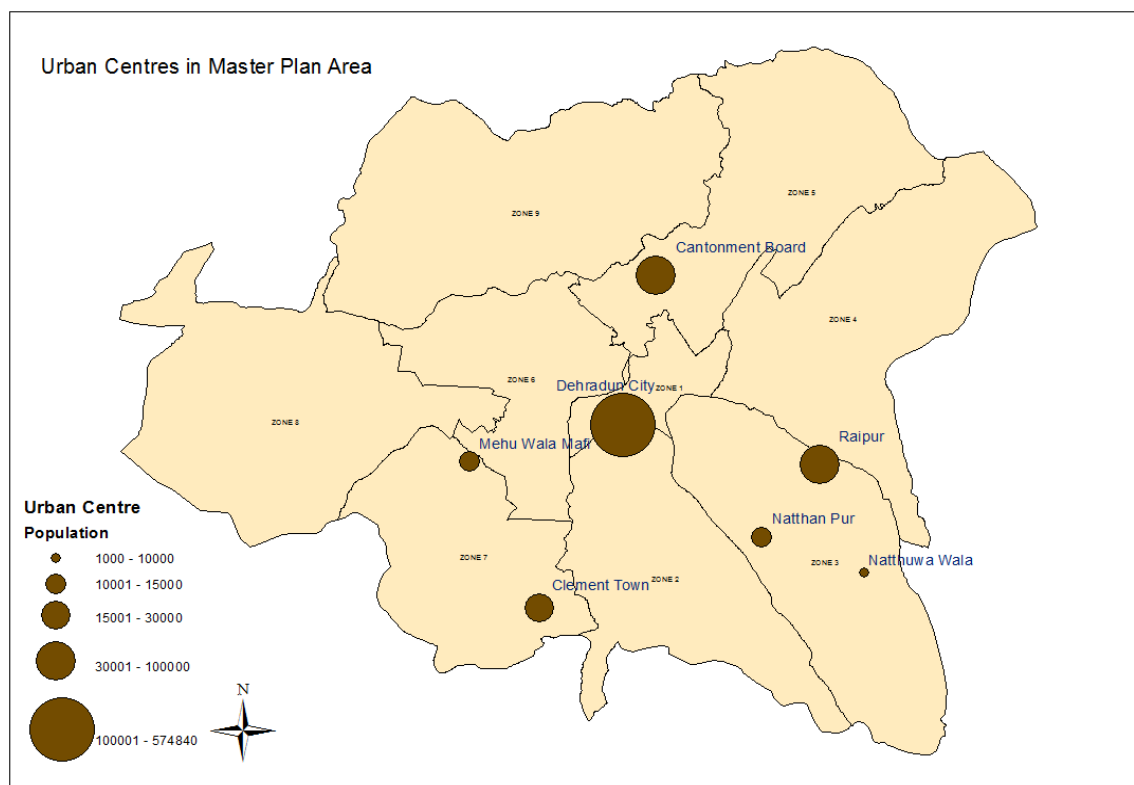 Urban Centres in Master Plan Area
ZONE 5
ZONE 9
Cantonment Board
ZONE 4
ZONE 6
Dehradun City
ZONE 1
ZONE 8
Mehu Wala Mafi
Raipur
Natthan Pur
ZONE 7
ZONE 3
Natthuwa Wala
ZONE 2
Clement Town
Urban Centre
Population
1000 - 10000
10001 - 15000
15001 - 30000
30001 - 100000
100001 - 574840
N